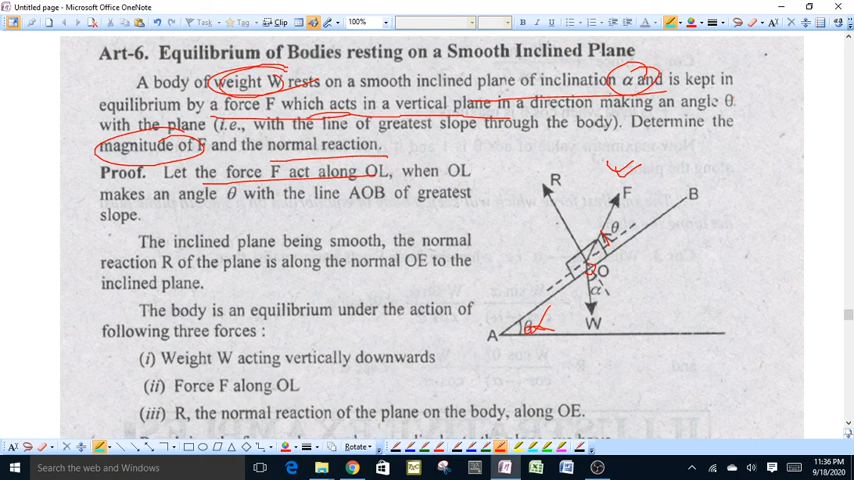 Untitled page - Microsoft OneNote
Task
Tag
Clip
100%
B
I
U
Art-6. Equilibrium of Bodies resting on a Smooth Inclined Plane
A body of weight W rests on a smooth inclined plane of inclination α and is kept in
equilibrium by a force F which acts in a vertical plane in a direction making an angle θ
with the plane (i.e., with the line of greatest slope through the body). Determine the
magnitude of F and the normal reaction.
Proof. Let the force F act along OL, when OL
makes an angle θ with the line AOB of greatest
slope.
The inclined plane being smooth, the normal
reaction R of the plane is along the normal OE to the
inclined plane.
The body is an equilibrium under the action of
following three forces :
(i) Weight W acting vertically downwards
(ii) Force F along OL
(iii) R, the normal reaction of the plane on the body, along OE.
R
F
B
θ
O
α
W
A
θ
α
Rotate
Search the web and Windows
11:36 PM
9/18/2020